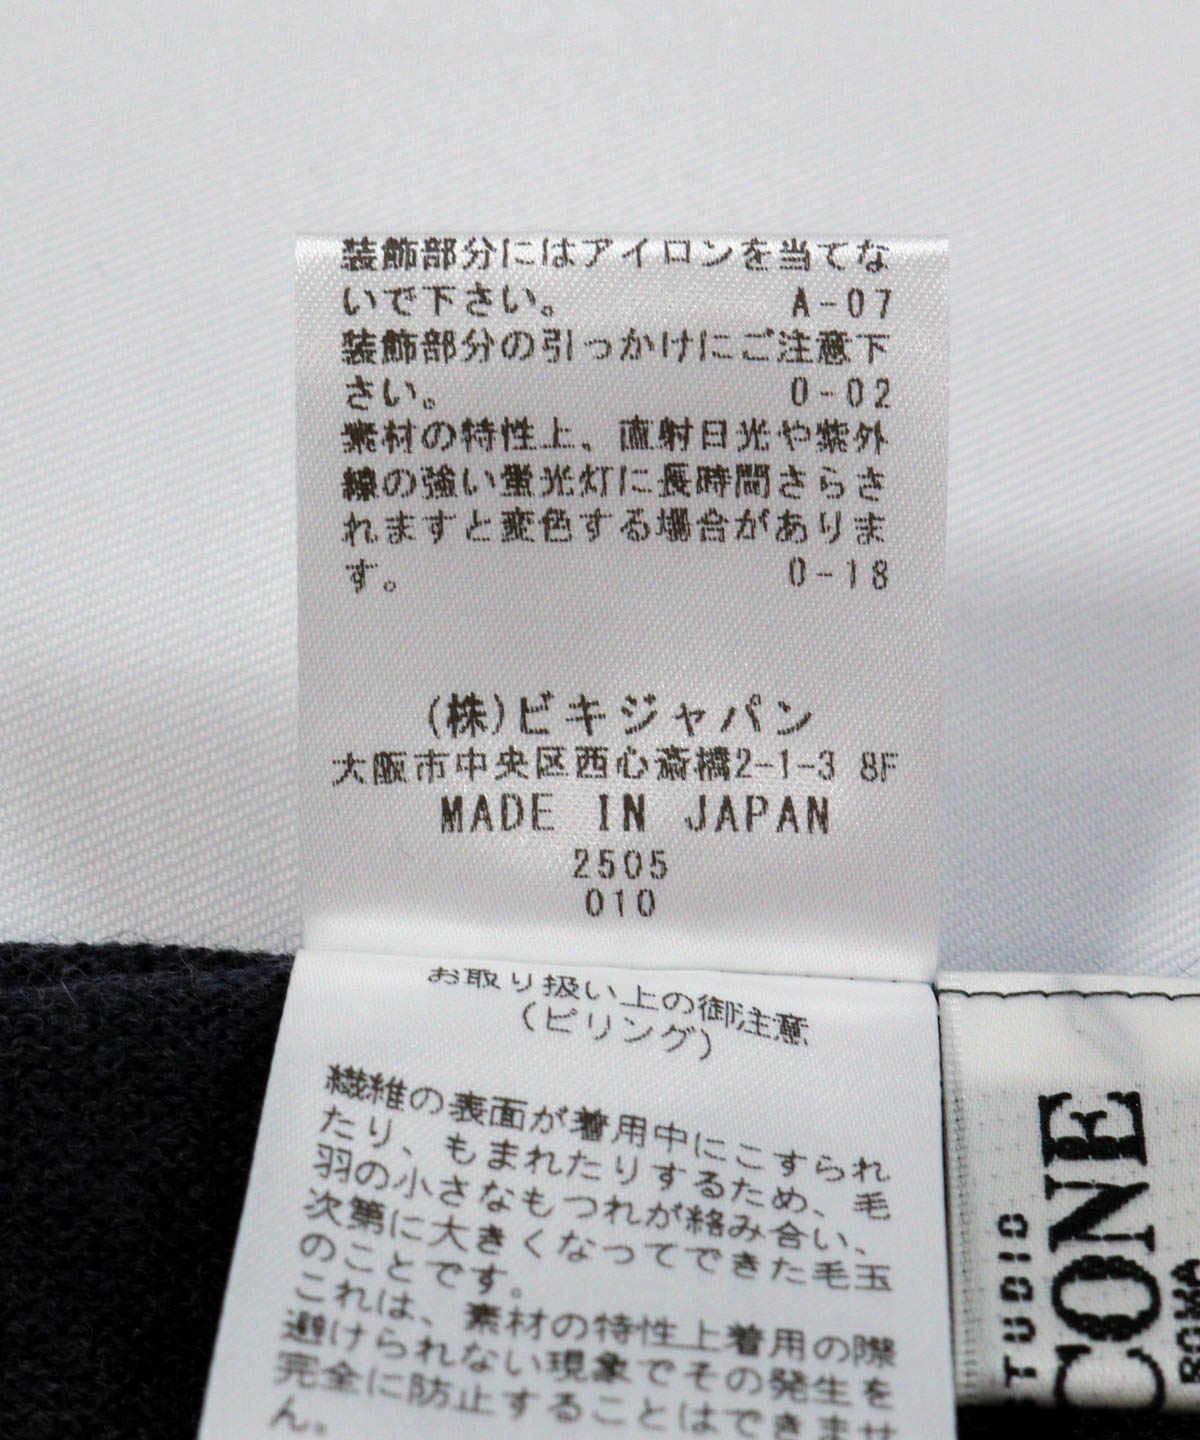 装飾部分にはアイロンを当てな
いで下さい。 A-07
装飾部分の引っかけにご注意下
さい。 0-02
素材の特性上、直射日光や紫外
線の強い蛍光灯に長時間さらさ
れますと変色する場合がありま
す。 0-18
(株)ビキジャパン
大阪市中央区西心斎橋2-1-3 8F
MADE IN JAPAN
2505
010
お取り扱い上の御注意
(ピリング)
繊維の表面が着用中にこすられ
たり、もまれたりするため、毛
羽の小さなもつれが絡み合い、
次第に大きくなってできた毛玉
のことです。
これは、素材の特性上着用の際
避けられない現象でその発生を
完全に防止することはできませ
ん。
STUDIO
CONE